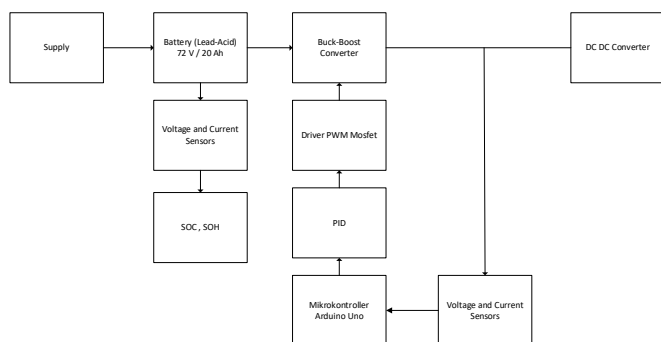 Supply
Battery (Lead-Acid)
72 V / 20 Ah
Buck-Boost
Converter
DC DC Converter
Voltage and Current
Sensors
Driver PWM Mosfet
SOC , SOH
PID
Mikrokontroller
Arduino Uno
Voltage and Current
Sensors